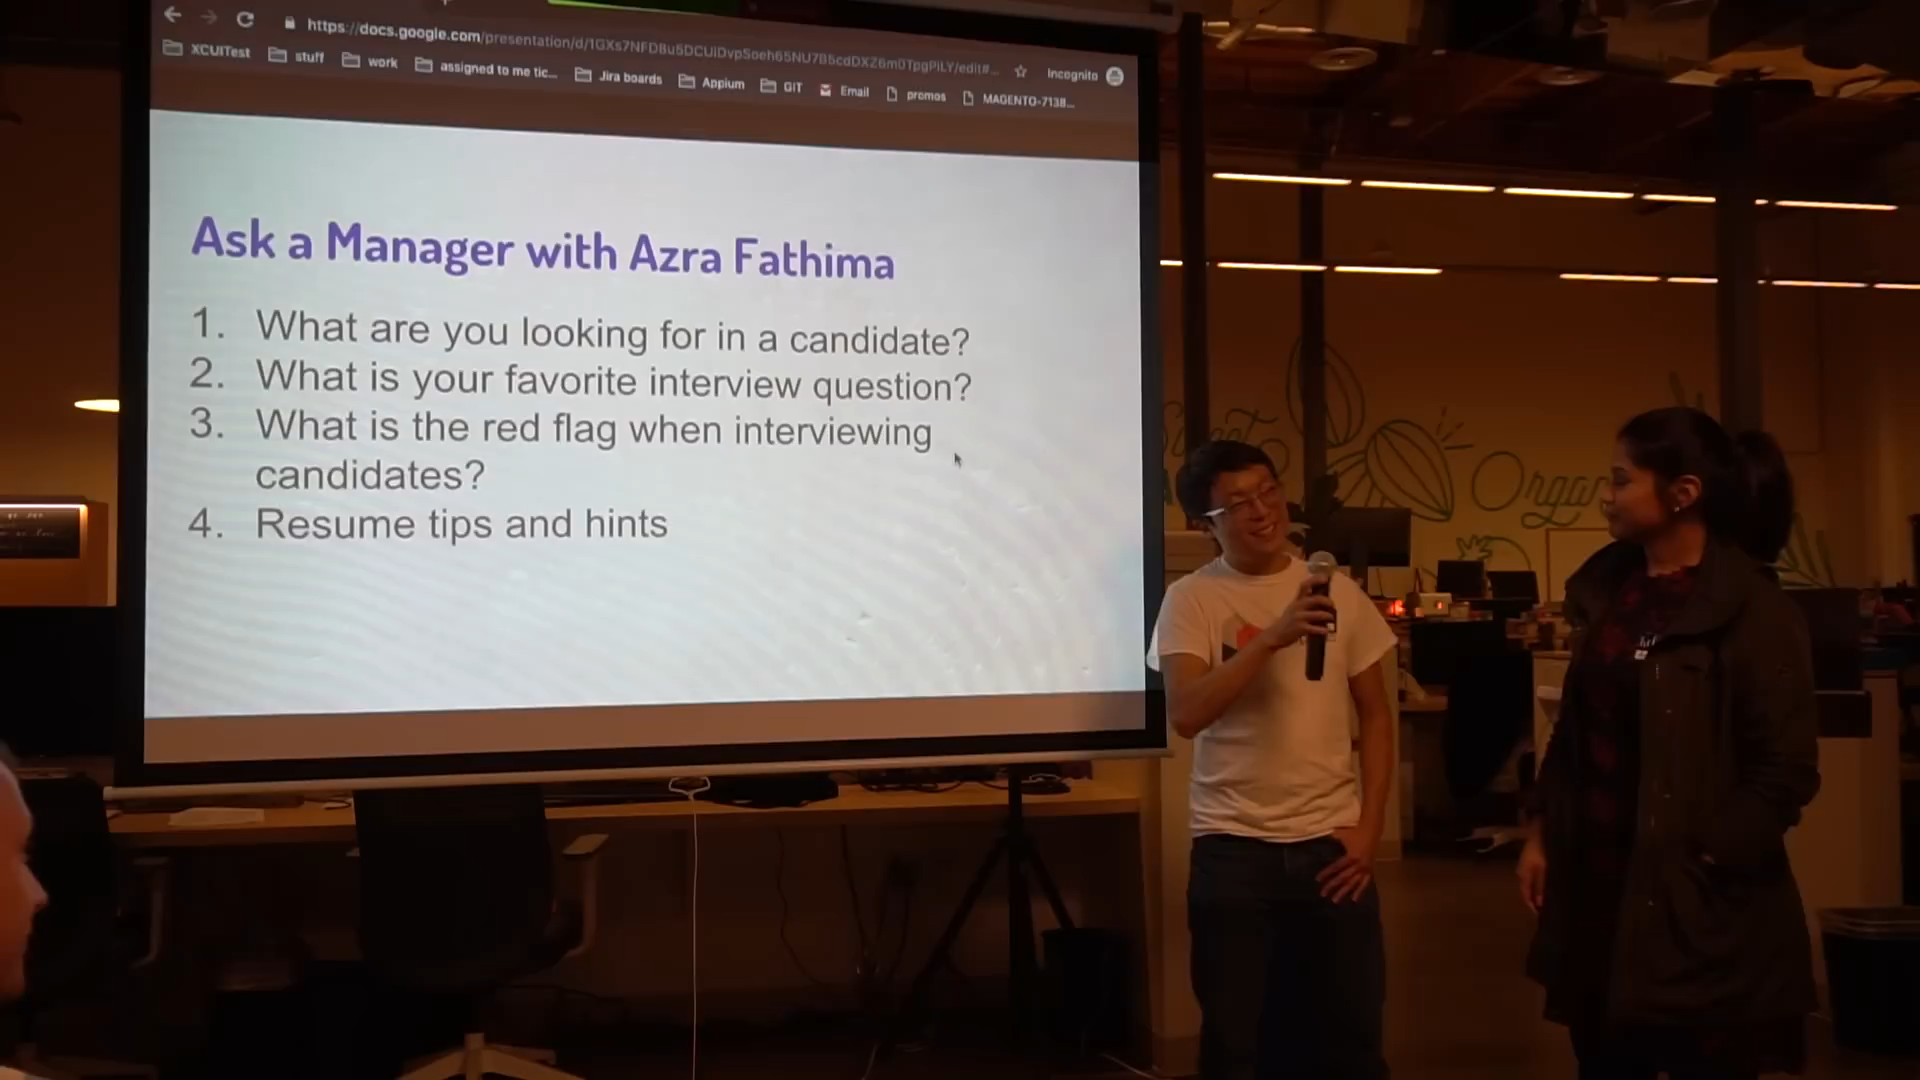 https://docs.google.com/presentation/d/1GXs7NFD8u5DCUiDvpSoeh65NU7B5cdDXZ6m0TpgPiLY/edit#... Incognito
XCUITest stuff work assigned to me tic... Jira boards Appium GIT Email promos MAGENTO-7138...
Ask a Manager with Azra Fathima
1. What are you looking for in a candidate?
2. What is your favorite interview question?
3. What is the red flag when interviewing
candidates?
4. Resume tips and hints